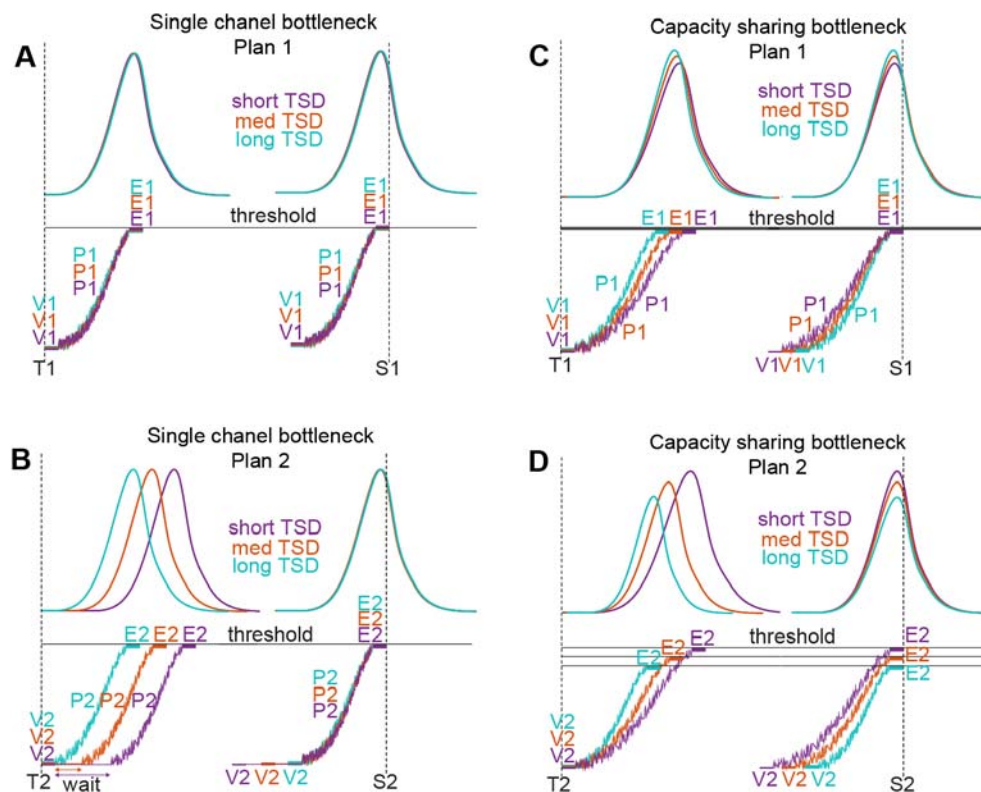 Single chanel bottleneck
Plan 1
A
short TSD
med TSD
long TSD
E1
E1
E1
E1
E1
E1
threshold
P1
P1
P1
P1
P1
P1
V1
V1
V1
V1
V1
V1
T1
S1
Single chanel bottleneck
Plan 2
B
short TSD
med TSD
long TSD
E2
E2
threshold
E2 E2 E2
E2
P2 P2 P2
P2
P2
P2
V2
V2
V2
V2 V2 V2
T2
wait
S2
Capacity sharing bottleneck
Plan 1
C
short TSD
med TSD
long TSD
E1
E1
E1 E1 E1
threshold
E1
P1
P1
P1
P1
P1
P1
V1
V1
V1
V1 V1 V1
T1
S1
Capacity sharing bottleneck
Plan 2
D
short TSD
med TSD
long TSD
threshold
E2
E2
E2
E2
E2
E2
P2
P2
P2
P2
V2
V2
V2
V2 V2 V2
T2
S2